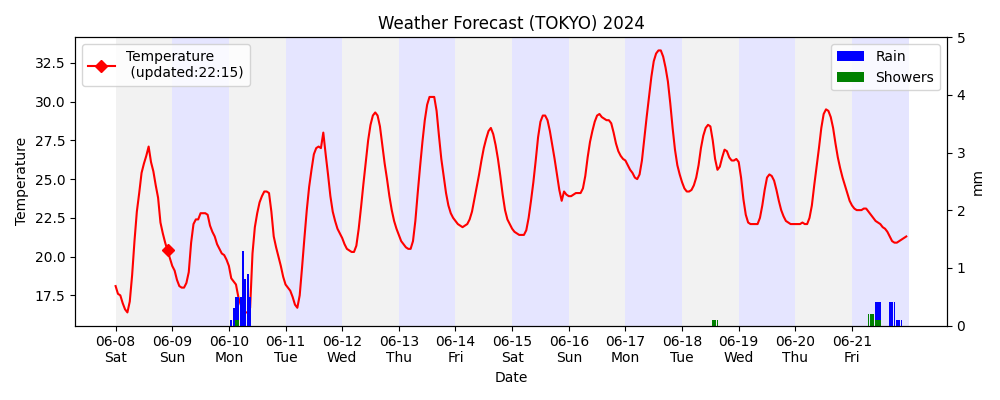 Weather Forecast (TOKYO) 2024
Temperature
(updated:22:15)
Rain
Showers
Temperature
32.5
30.0
27.5
25.0
22.5
20.0
17.5
5
4
3
2
1
0
mm
06-08 06-09 06-10 06-11 06-12 06-13 06-14 06-15 06-16 06-17 06-18 06-19 06-20 06-21
Sat Sun Mon Tue Wed Thu Fri Sat Sun Mon Tue Wed Thu Fri
Date